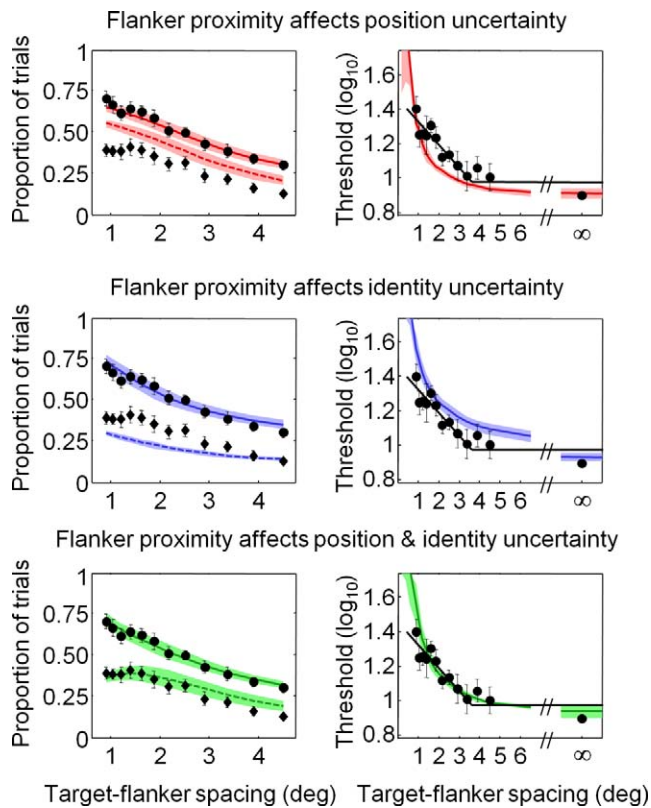 Flanker proximity affects position uncertainty
Proportion of trials
1
0.75
0.50
0.25
0
1 2 3 4
Threshold (log10)
1.6
1.4
1.2
1
0.8
1 2 3 4 5 6 ∞
Flanker proximity affects identity uncertainty
Proportion of trials
1
0.75
0.50
0.25
0
1 2 3 4
Threshold (log10)
1.6
1.4
1.2
1
0.8
1 2 3 4 5 6 ∞
Flanker proximity affects position & identity uncertainty
Proportion of trials
1
0.75
0.50
0.25
0
1 2 3 4
Threshold (log10)
1.6
1.4
1.2
1
0.8
1 2 3 4 5 6 ∞
Target-flanker spacing (deg)
Target-flanker spacing (deg)